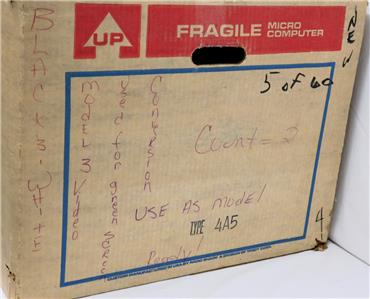 UP
FRAGILE MICRO
COMPUTER
NEW
5 of 60
BLACK & WHITE
MODEL 3 Video
Used for green screen
Conversion
Count = 2
USE AS MODEL
TYPE 4A5
Ready!
4